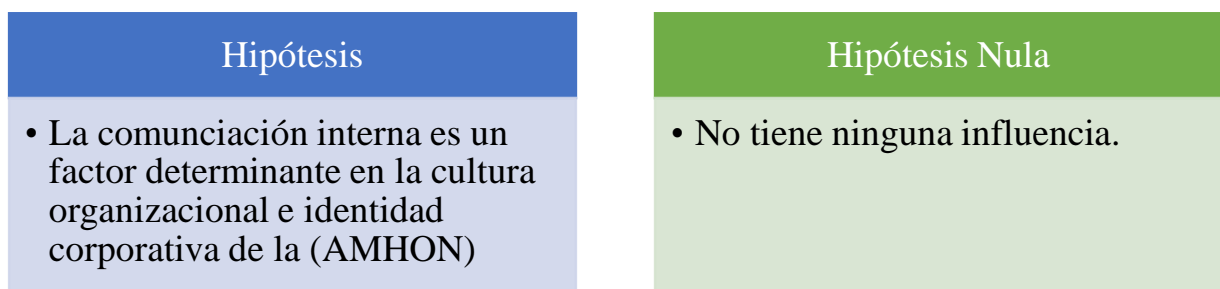 Hipótesis
• La comunciación interna es un
factor determinante en la cultura
organizacional e identidad
corporativa de la (AMHON)
Hipótesis Nula
• No tiene ninguna influencia.